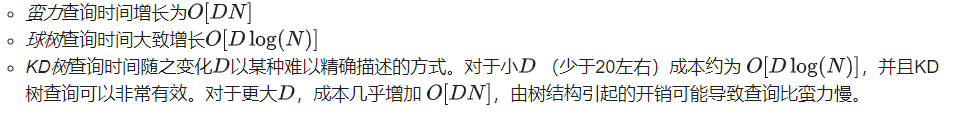 蛮力查询时间增长为O[DN]
球树查询时间大致增长O[D log(N)]
KD树查询时间随之变化D以某种难以精确描述的方式。对于小D （少于20左右）成本约为 O[D log(N)]，并且KD
树查询可以非常有效。对于更大D，成本几乎增加 O[DN]，由树结构引起的开销可能导致查询比蛮力慢。